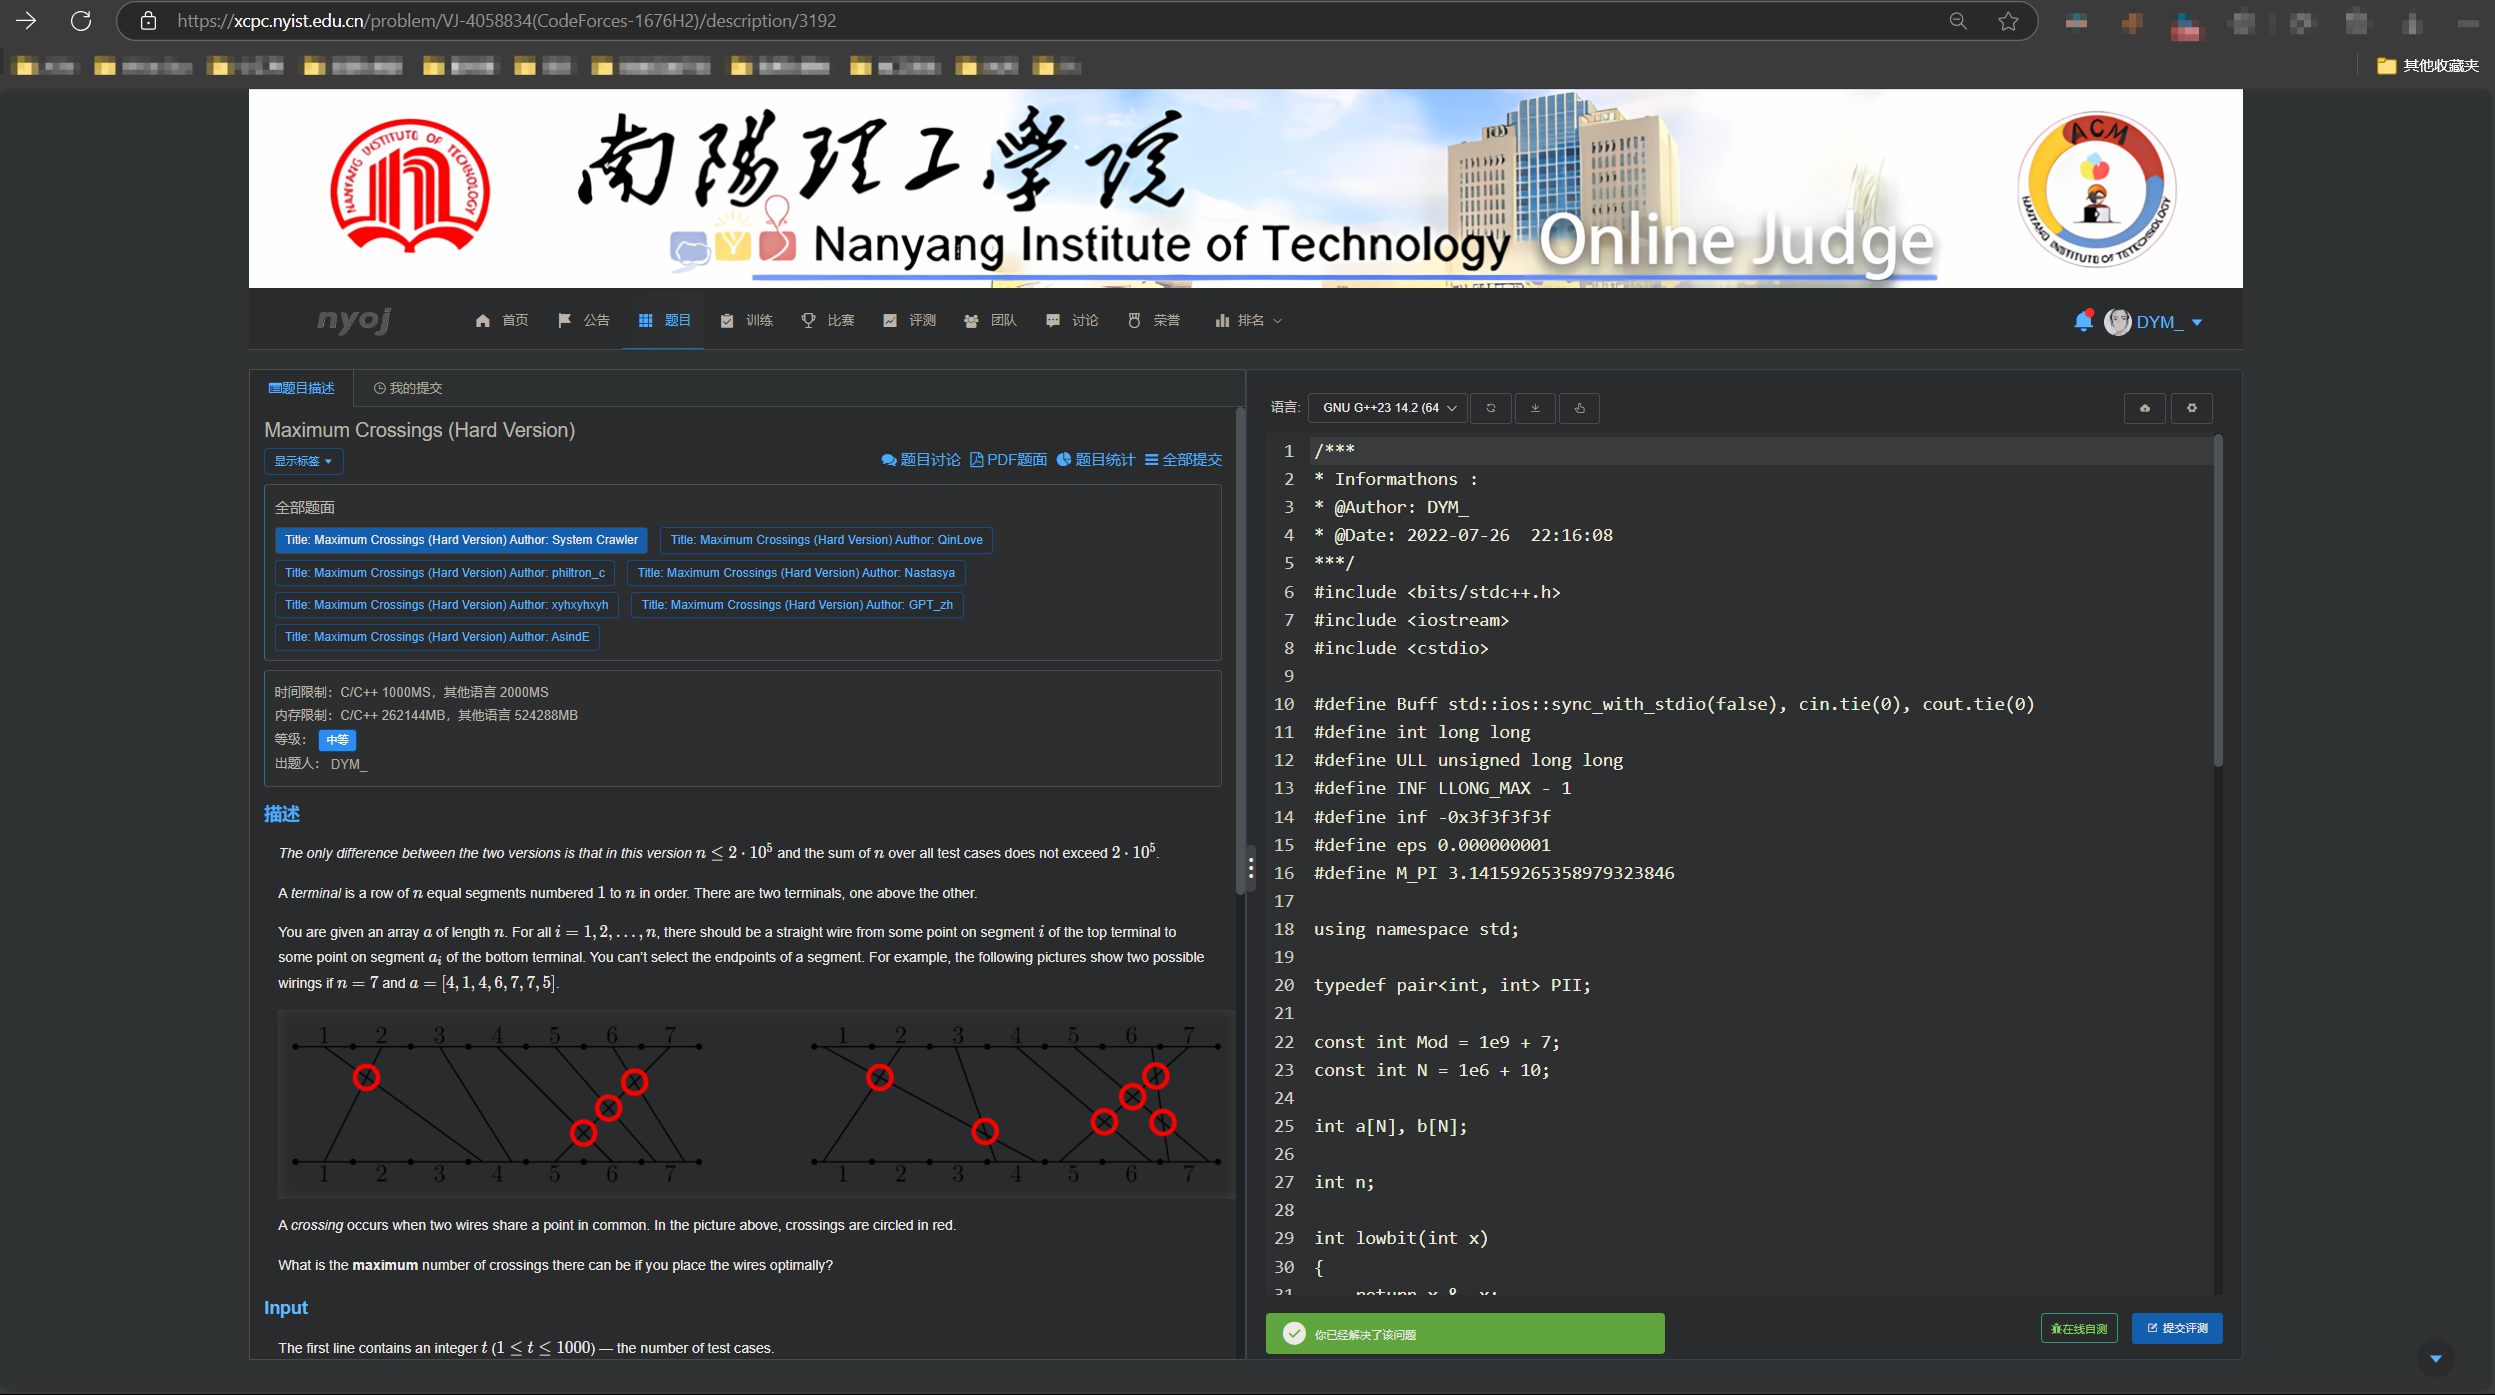 https://xcpc.nyist.edu.cn/problem/VJ-4058834(CodeForces-1676H2)/description/3192
其他收藏夹
NANYANG INSTITUTE OF TECHNOLOGY
南陽理工學院
Nanyang Institute of Technology Online Judge
ACM
NANYANG INSTITUTE OF TECHNOLOGY
nyoj 首页 公告 题目 训练 比赛 评测 团队 讨论 荣誉 排名 DYM_
题目描述 我的提交
Maximum Crossings (Hard Version)
显示标签
题目讨论 PDF题面 题目统计 全部提交
全部题面
Title: Maximum Crossings (Hard Version) Author: System Crawler
Title: Maximum Crossings (Hard Version) Author: QinLove
Title: Maximum Crossings (Hard Version) Author: philtron_c
Title: Maximum Crossings (Hard Version) Author: Nastasya
Title: Maximum Crossings (Hard Version) Author: xyhxyhxyh
Title: Maximum Crossings (Hard Version) Author: GPT_zh
Title: Maximum Crossings (Hard Version) Author: AsindE
时间限制：C/C++ 1000MS，其他语言 2000MS
内存限制：C/C++ 262144MB，其他语言 524288MB
等级： 中等
出题人： DYM_
描述
The only difference between the two versions is that in this version n ≤ 2 · 10⁵ and the sum of n over all test cases does not exceed 2 · 10⁵.
A terminal is a row of n equal segments numbered 1 to n in order. There are two terminals, one above the other.
You are given an array a of length n. For all i = 1, 2, . . . , n, there should be a straight wire from some point on segment i of the top terminal to
some point on segment aᵢ of the bottom terminal. You can’t select the endpoints of a segment. For example, the following pictures show two possible
wirings if n = 7 and a = [4, 1, 4, 6, 7, 7, 5].
1 2 3 4 5 6 7 1 2 3 4 5 6 7
1 2 3 5 6 7 1 2 3 4 5 6 7
A crossing occurs when two wires share a point in common. In the picture above, crossings are circled in red.
What is the maximum number of crossings there can be if you place the wires optimally?
Input
The first line contains an integer t (1 ≤ t ≤ 1000) — the number of test cases.
语言: GNU G++23 14.2 (64
1 /***
2 * Informathons :
3 * @Author: DYM_
4 * @Date: 2022-07-26  22:16:08
5 ***/
6 #include <bits/stdc++.h>
7 #include <iostream>
8 #include <cstdio>
9
10 #define Buff std::ios::sync_with_stdio(false), cin.tie(0), cout.tie(0)
11 #define int long long
12 #define ULL unsigned long long
13 #define INF LLONG_MAX - 1
14 #define inf -0x3f3f3f3f
15 #define eps 0.000000001
16 #define M_PI 3.14159265358979323846
17
18 using namespace std;
19
20 typedef pair<int, int> PII;
21
22 const int Mod = 1e9 + 7;
23 const int N = 1e6 + 10;
24
25 int a[N], b[N];
26
27 int n;
28
29 int lowbit(int x)
30 {
31 return x & -x;
你已经解决了该问题
在线自测 提交评测